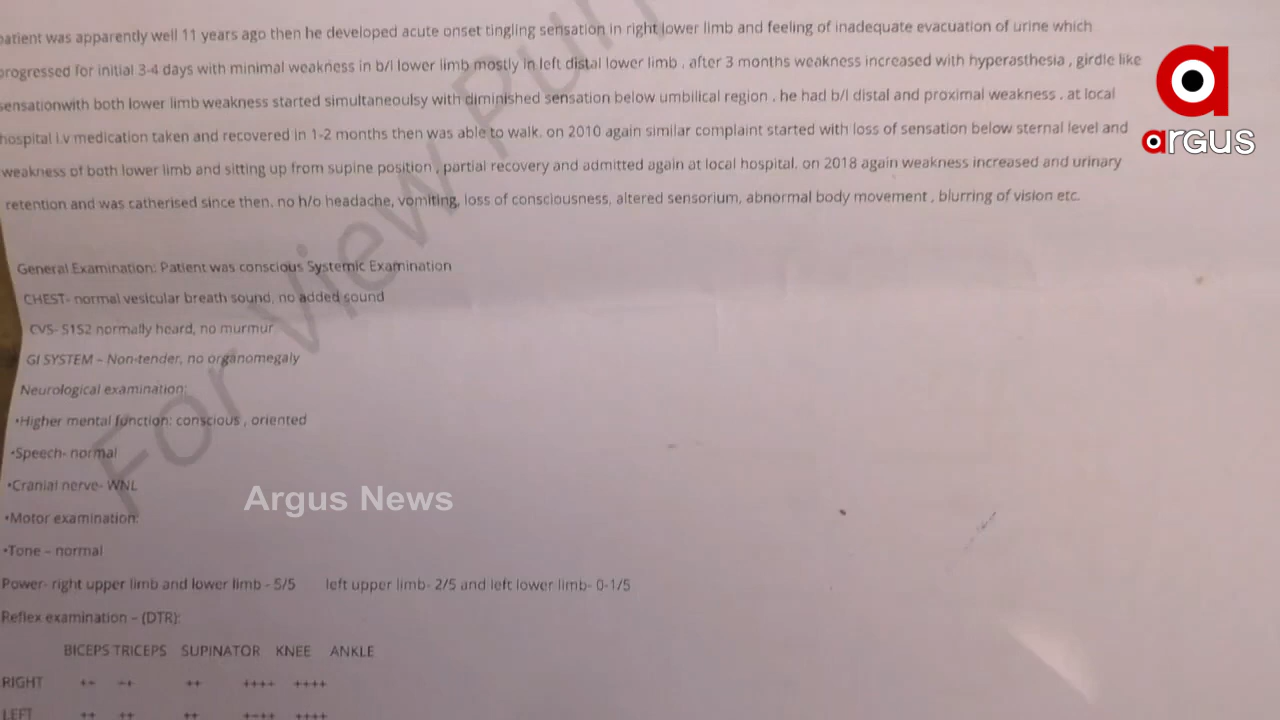 patient was apparently well 11 years ago then he developed acute onset tingling sensation in right lower limb and feeling of inadequate evacuation of urine which
progressed for initial 3-4 days with minimal weakness in b/l lower limb mostly in left distal lower limb , after 3 months weakness increased with hyperasthesia , girdle like
sensationwith both lower limb weakness started simultaneoulsy with diminished sensation below umbilical region , he had b/l distal and proximal weakness . at local
hospital I.v medication taken and recovered in 1-2 months then was able to walk. on 2010 again similar complaint started with loss of sensation below sternal level and
weakness of both lower limb and sitting up from supine position , partial recovery and admitted again at local hospital. on 2018 again weakness increased and urinary
retention and was catherised since then. no h/o headache, vomiting, loss of consciousness, altered sensorium, abnormal body movement , blurring of vision etc.
argus
For View Purp
General Examination: Patient was conscious Systemic Examination
CHEST- normal vesicular breath sound, no added sound
CVS- S1S2 normally heard, no murmur
GI SYSTEM – Non-tender, no organomegaly
Neurological examination:
•Higher mental function: conscious , oriented
•Speech- normal
•Cranial nerve- WNL
Argus News
•Motor examination:
•Tone – normal
Power- right upper limb and lower limb - 5/5 left upper limb- 2/5 and left lower limb- 0-1/5
Reflex examination – (DTR):
BICEPS TRICEPS SUPINATOR KNEE ANKLE
RIGHT ++ ++ ++ ++++ ++++
LEFT ++ ++ ++ ++++ ++++